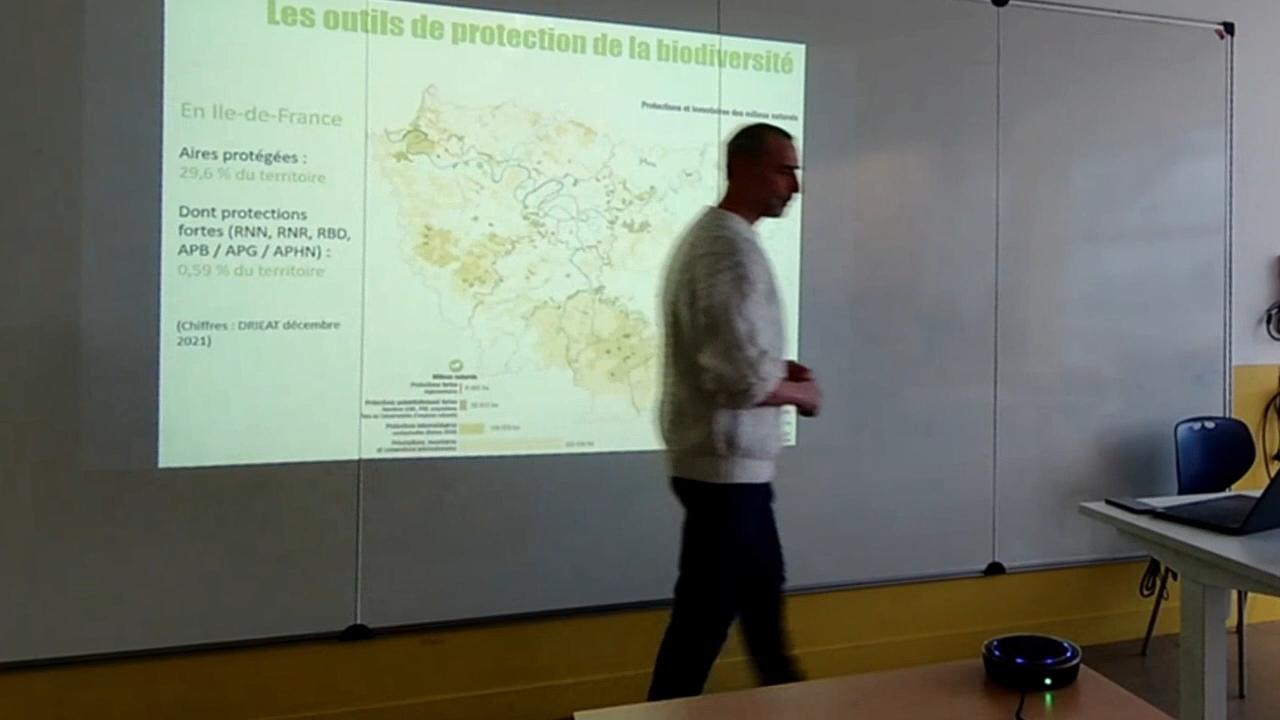 Les outils de protection de la biodiversité
En Ile-de-France
Aires protégées :
29,6 % du territoire
Dont protections
fortes (RNN, RNR, RBD,
APB / APG / APHN) :
0,59 % du territoire
(Chiffres : DRIEAT décembre
2021)
Protections et inventaires des milieux naturels
Milieux naturels
Protections fortes